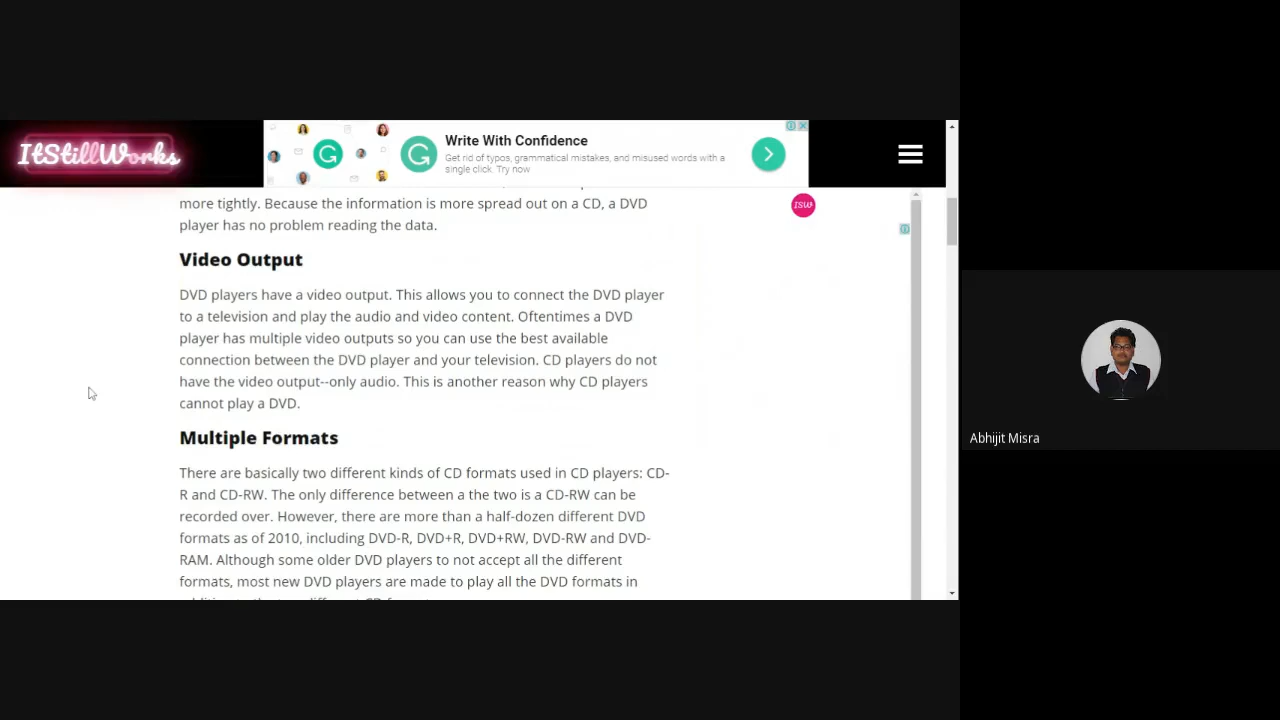 ItStillWorks
Write With Confidence
Get rid of typos, grammatical mistakes, and misused words with a
single click. Try now
ISW
more tightly. Because the information is more spread out on a CD, a DVD
player has no problem reading the data.
Video Output
DVD players have a video output. This allows you to connect the DVD player
to a television and play the audio and video content. Oftentimes a DVD
player has multiple video outputs so you can use the best available
connection between the DVD player and your television. CD players do not
have the video output--only audio. This is another reason why CD players
cannot play a DVD.
Multiple Formats
There are basically two different kinds of CD formats used in CD players: CD-
R and CD-RW. The only difference between a the two is a CD-RW can be
recorded over. However, there are more than a half-dozen different DVD
formats as of 2010, including DVD-R, DVD+R, DVD+RW, DVD-RW and DVD-
RAM. Although some older DVD players to not accept all the different
formats, most new DVD players are made to play all the DVD formats in
Abhijit Misra